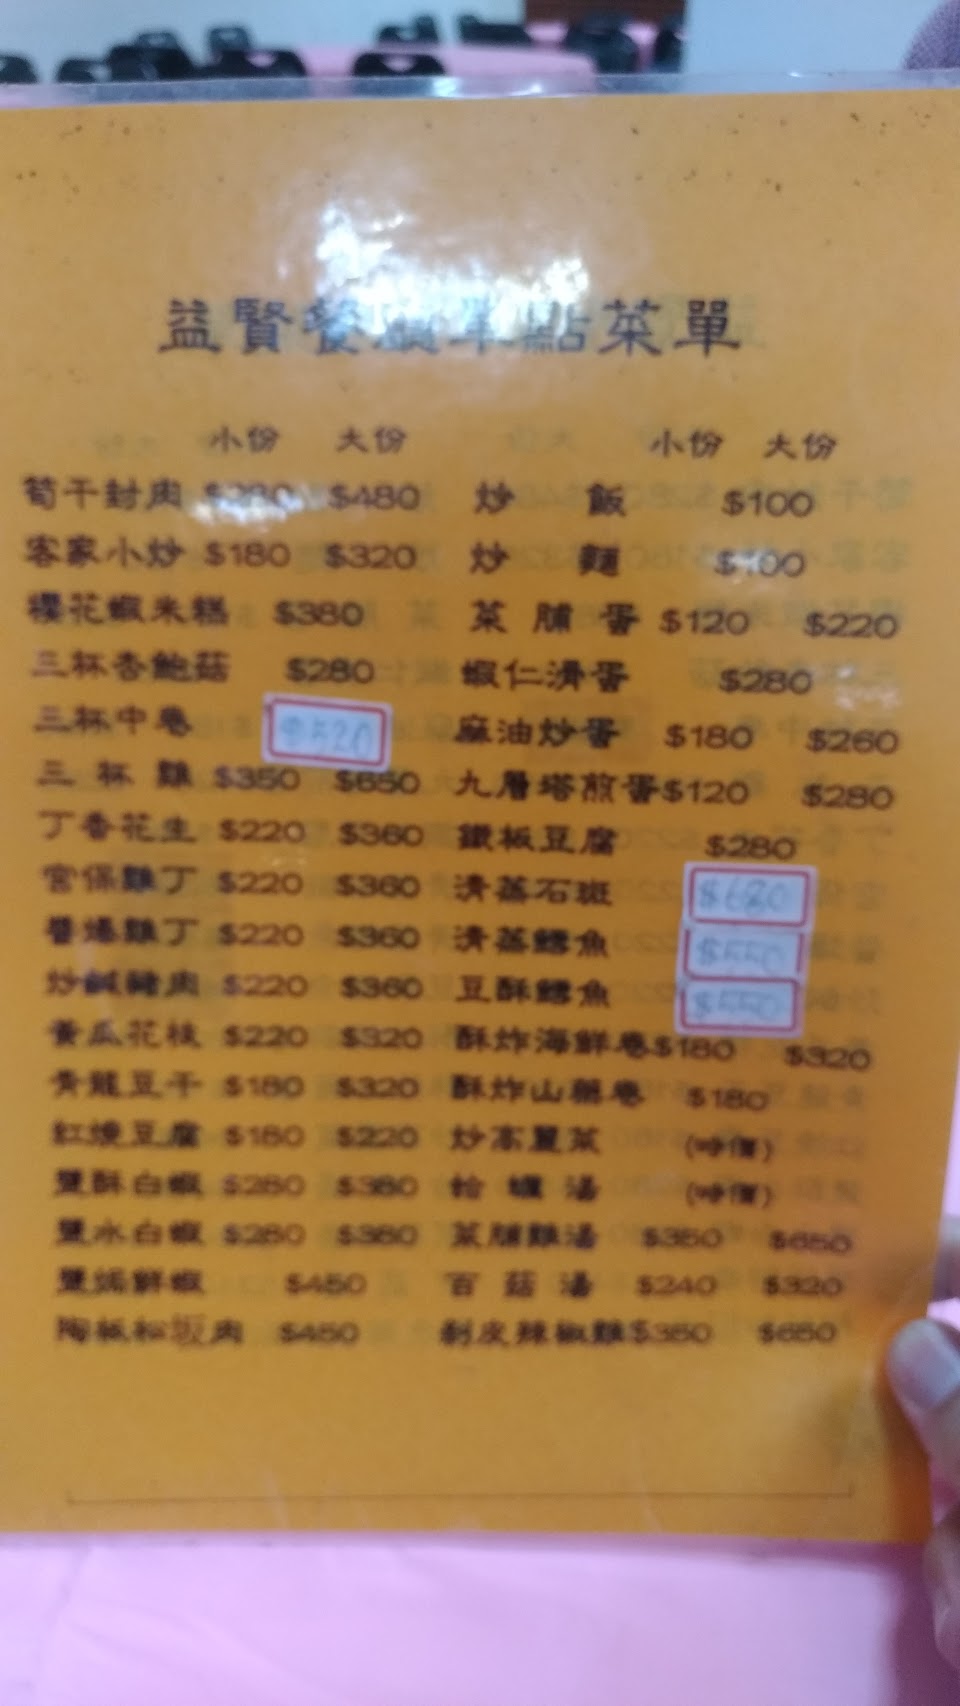 益賢餐廳單點菜單
小份 大份 小份 大份
筍干封肉 $280 $480 炒 飯 $100
客家小炒 $180 $320 炒 麵 $100
櫻花蝦米糕 $380 菜 脯 蛋 $120 $220
三杯杏鮑菇 $280 蝦仁滑蛋 $280
三杯中卷 $520 麻油炒蛋 $180 $260
三 杯 雞 $350 $650 九層塔煎蛋 $120 $280
丁香花生 $220 $360 鐵板豆腐 $280
宮保雞丁 $220 $360 清蒸石斑 $680
醬爆雞丁 $220 $360 清蒸鱈魚 $550
炒鹹豬肉 $220 $360 豆酥鱈魚 $550
黃瓜花枝 $220 $320 酥炸海鮮卷 $180 $320
青龍豆干 $180 $320 酥炸山藥卷 $180
紅燒豆腐 $180 $220 炒高麗菜 (時價)
鹽酥白蝦 $280 $380 蛤 蠣 湯 (時價)
鹽水白蝦 $280 $380 菜脯雞湯 $350 $650
鹽焗鮮蝦 $450 百 菇 湯 $240 $320
陶板松坂肉 $450 剝皮辣椒雞 $350 $650